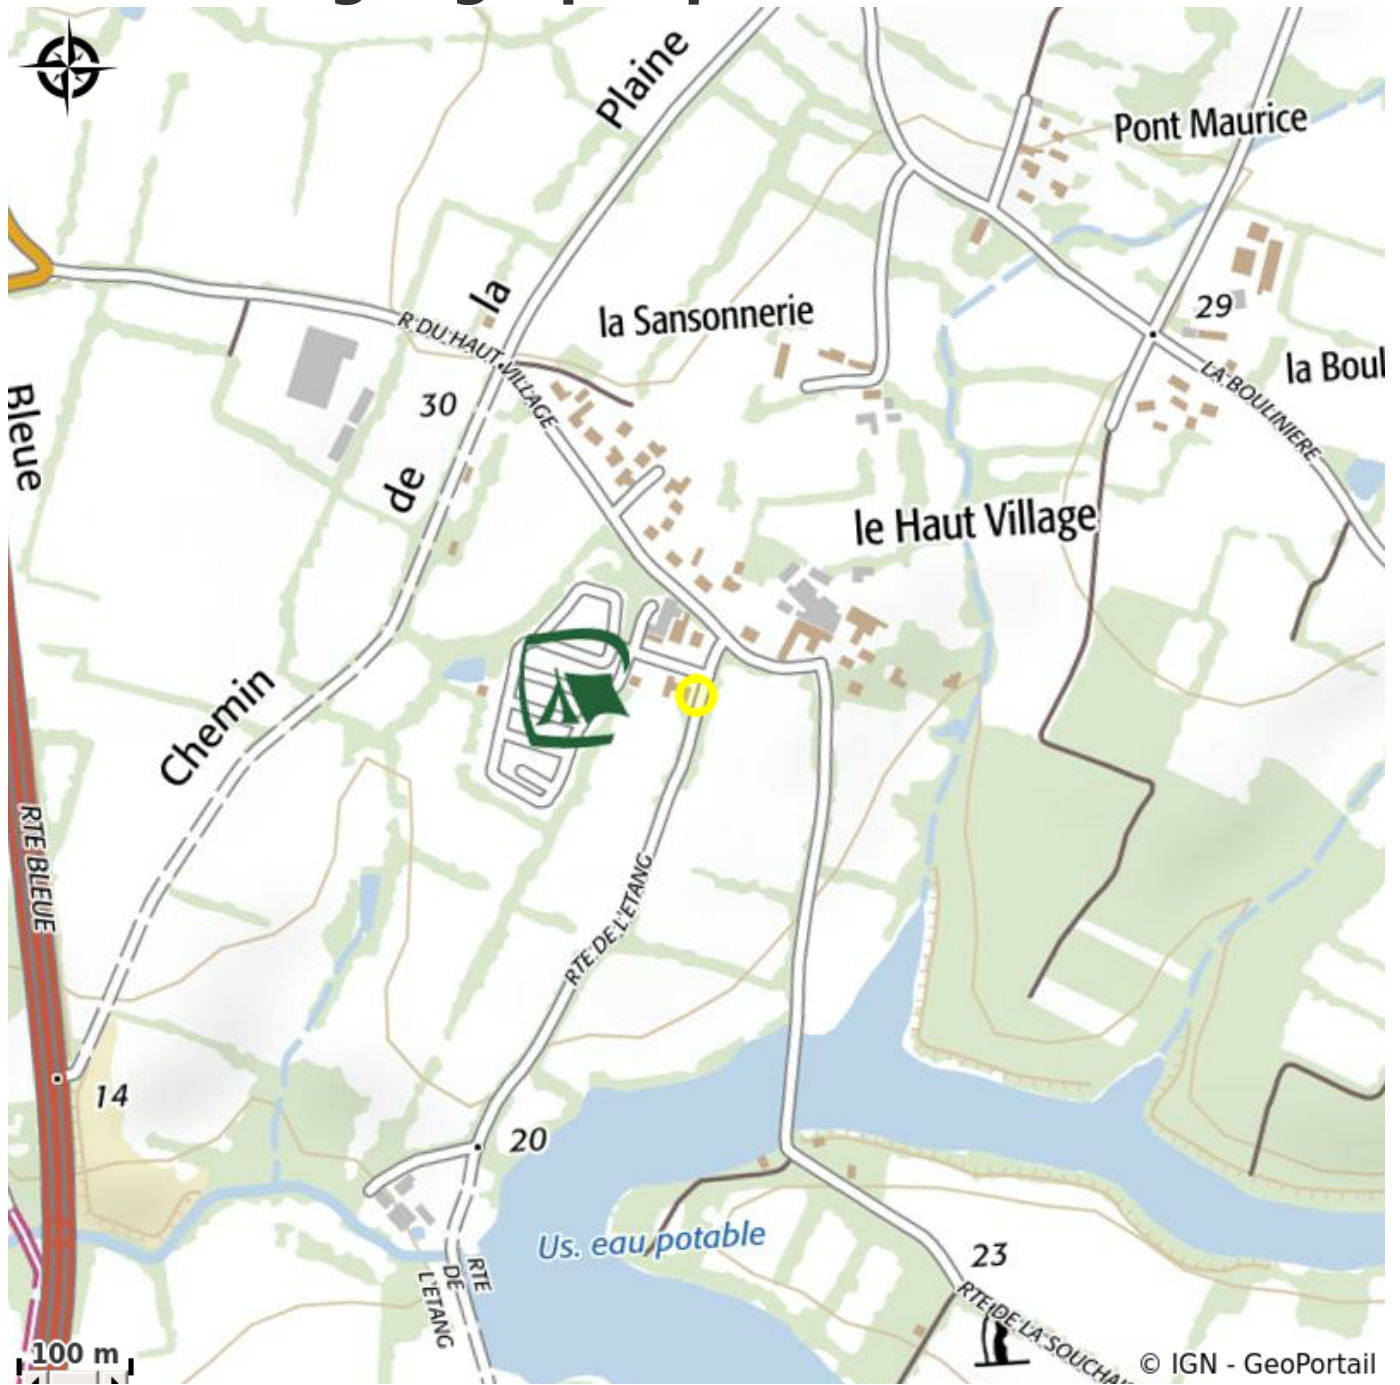 Plaine
Pont Maurice
la
la Sansonnerie
29
R DU HAUT VILLAGE
la Boul
30
LA BOULINIERE
Bleue
de
le Haut Village
Chemin
RTE BLEUE
RTE DE L'ETANG
14
20
Us. eau potable
23
RTE DE L'ETANG
RTE DE LA SOUCHAI
100 m
© IGN - GeoPortail